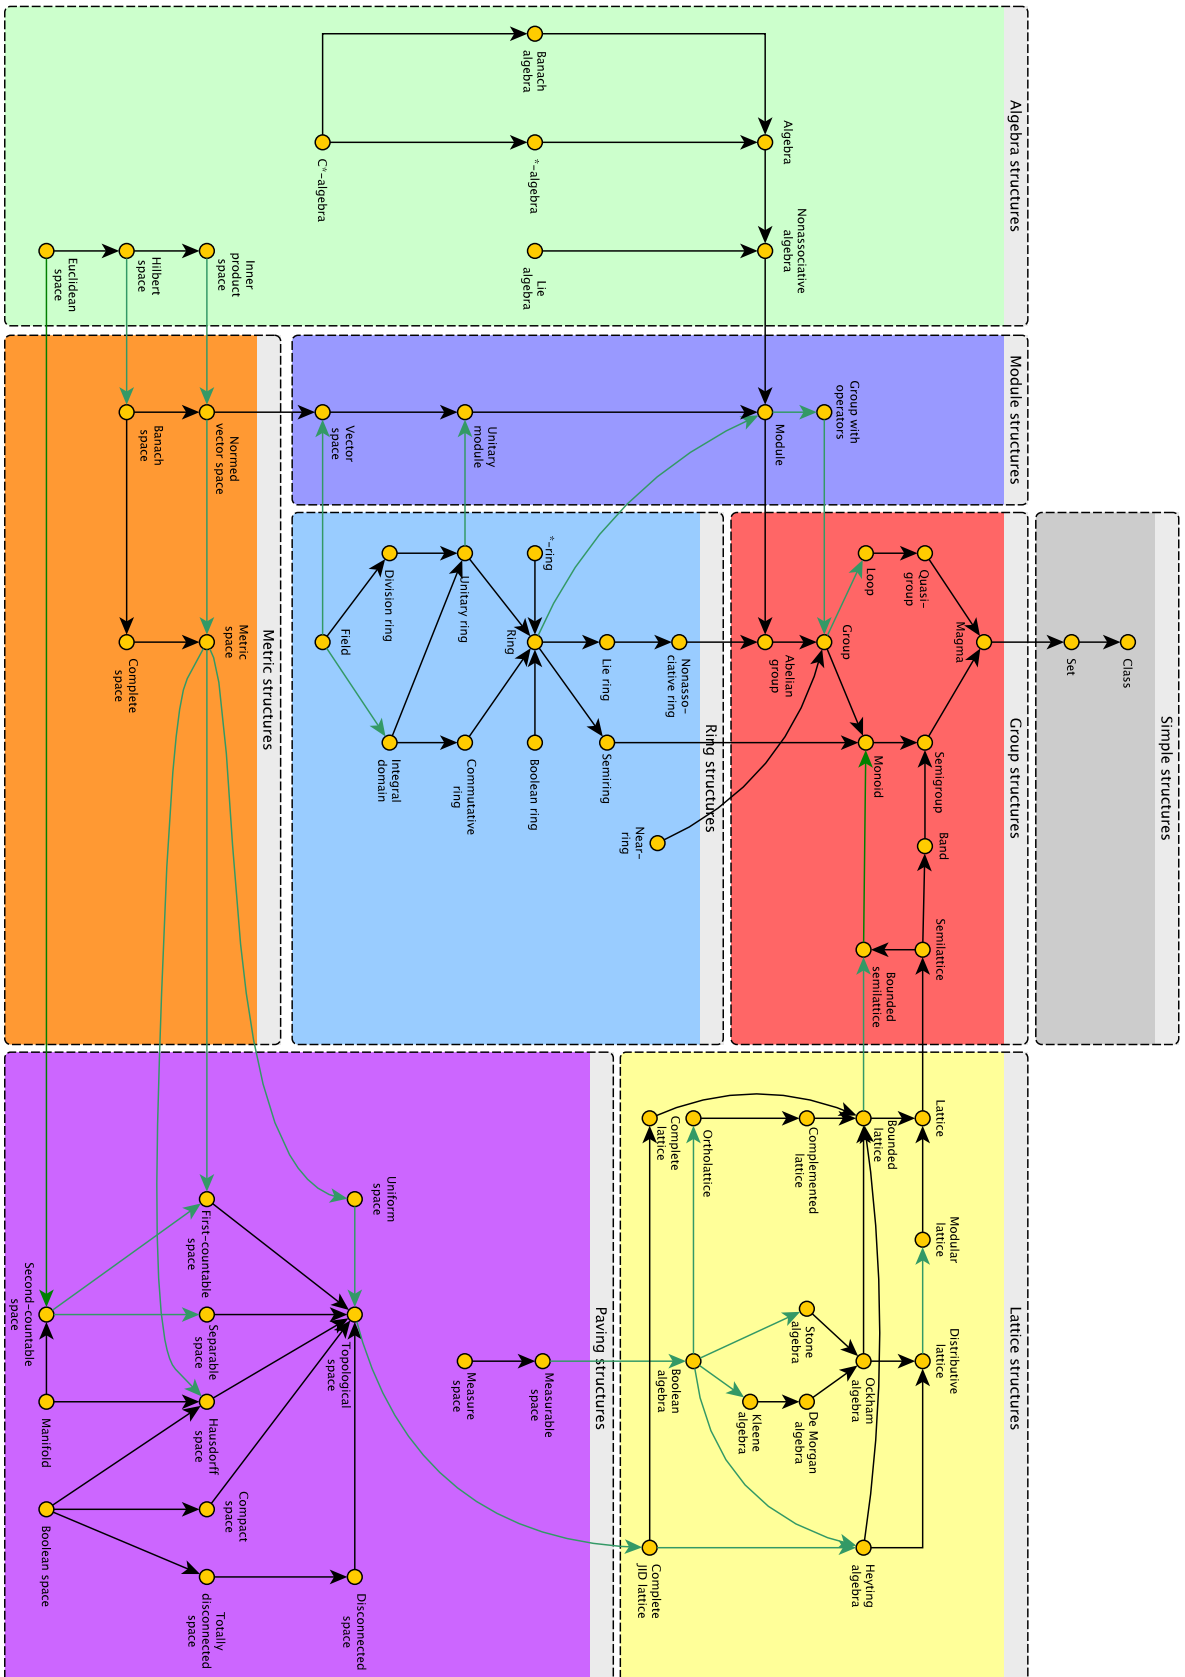 Simple structures
Class
Set
Algebra structures
Banach
algebra
Algebra
C*–algebra
*–algebra
Nonassociative
algebra
Lie
algebra
Inner
product
space
Hilbert
space
Euclidean
space
Module structures
Group with
operators
Module
Unitary
module
Vector
space
Group structures
Quasi–
group
Loop
Magma
Group
Abelian
group
Semigroup
Monoid
Band
Semilattice
Bounded
semilattice
Lattice structures
Lattice
Bounded
lattice
Complemented
lattice
Ortholattice
Complete
lattice
Modular
lattice
Distributive
lattice
Stone
algebra
Ockham
algebra
Boolean
algebra
De Morgan
algebra
Kleene
algebra
Heyting
algebra
Complete
JID lattice
Ring structures
*–ring
Unitary ring
Division ring
Nonasso–
ciative ring
Lie ring
Ring
Field
Semiring
Boolean ring
Commutative
ring
Integral
domain
Near–
ring
Metric structures
Normed
vector space
Banach
space
Metric
space
Complete
space
Paving structures
Uniform
space
First–countable
space
Second–countable
space
Separable
space
Topological
space
Measurable
space
Measure
space
Hausdorff
space
Manifold
Compact
space
Boolean space
Disconnected
space
Totally
disconnected
space